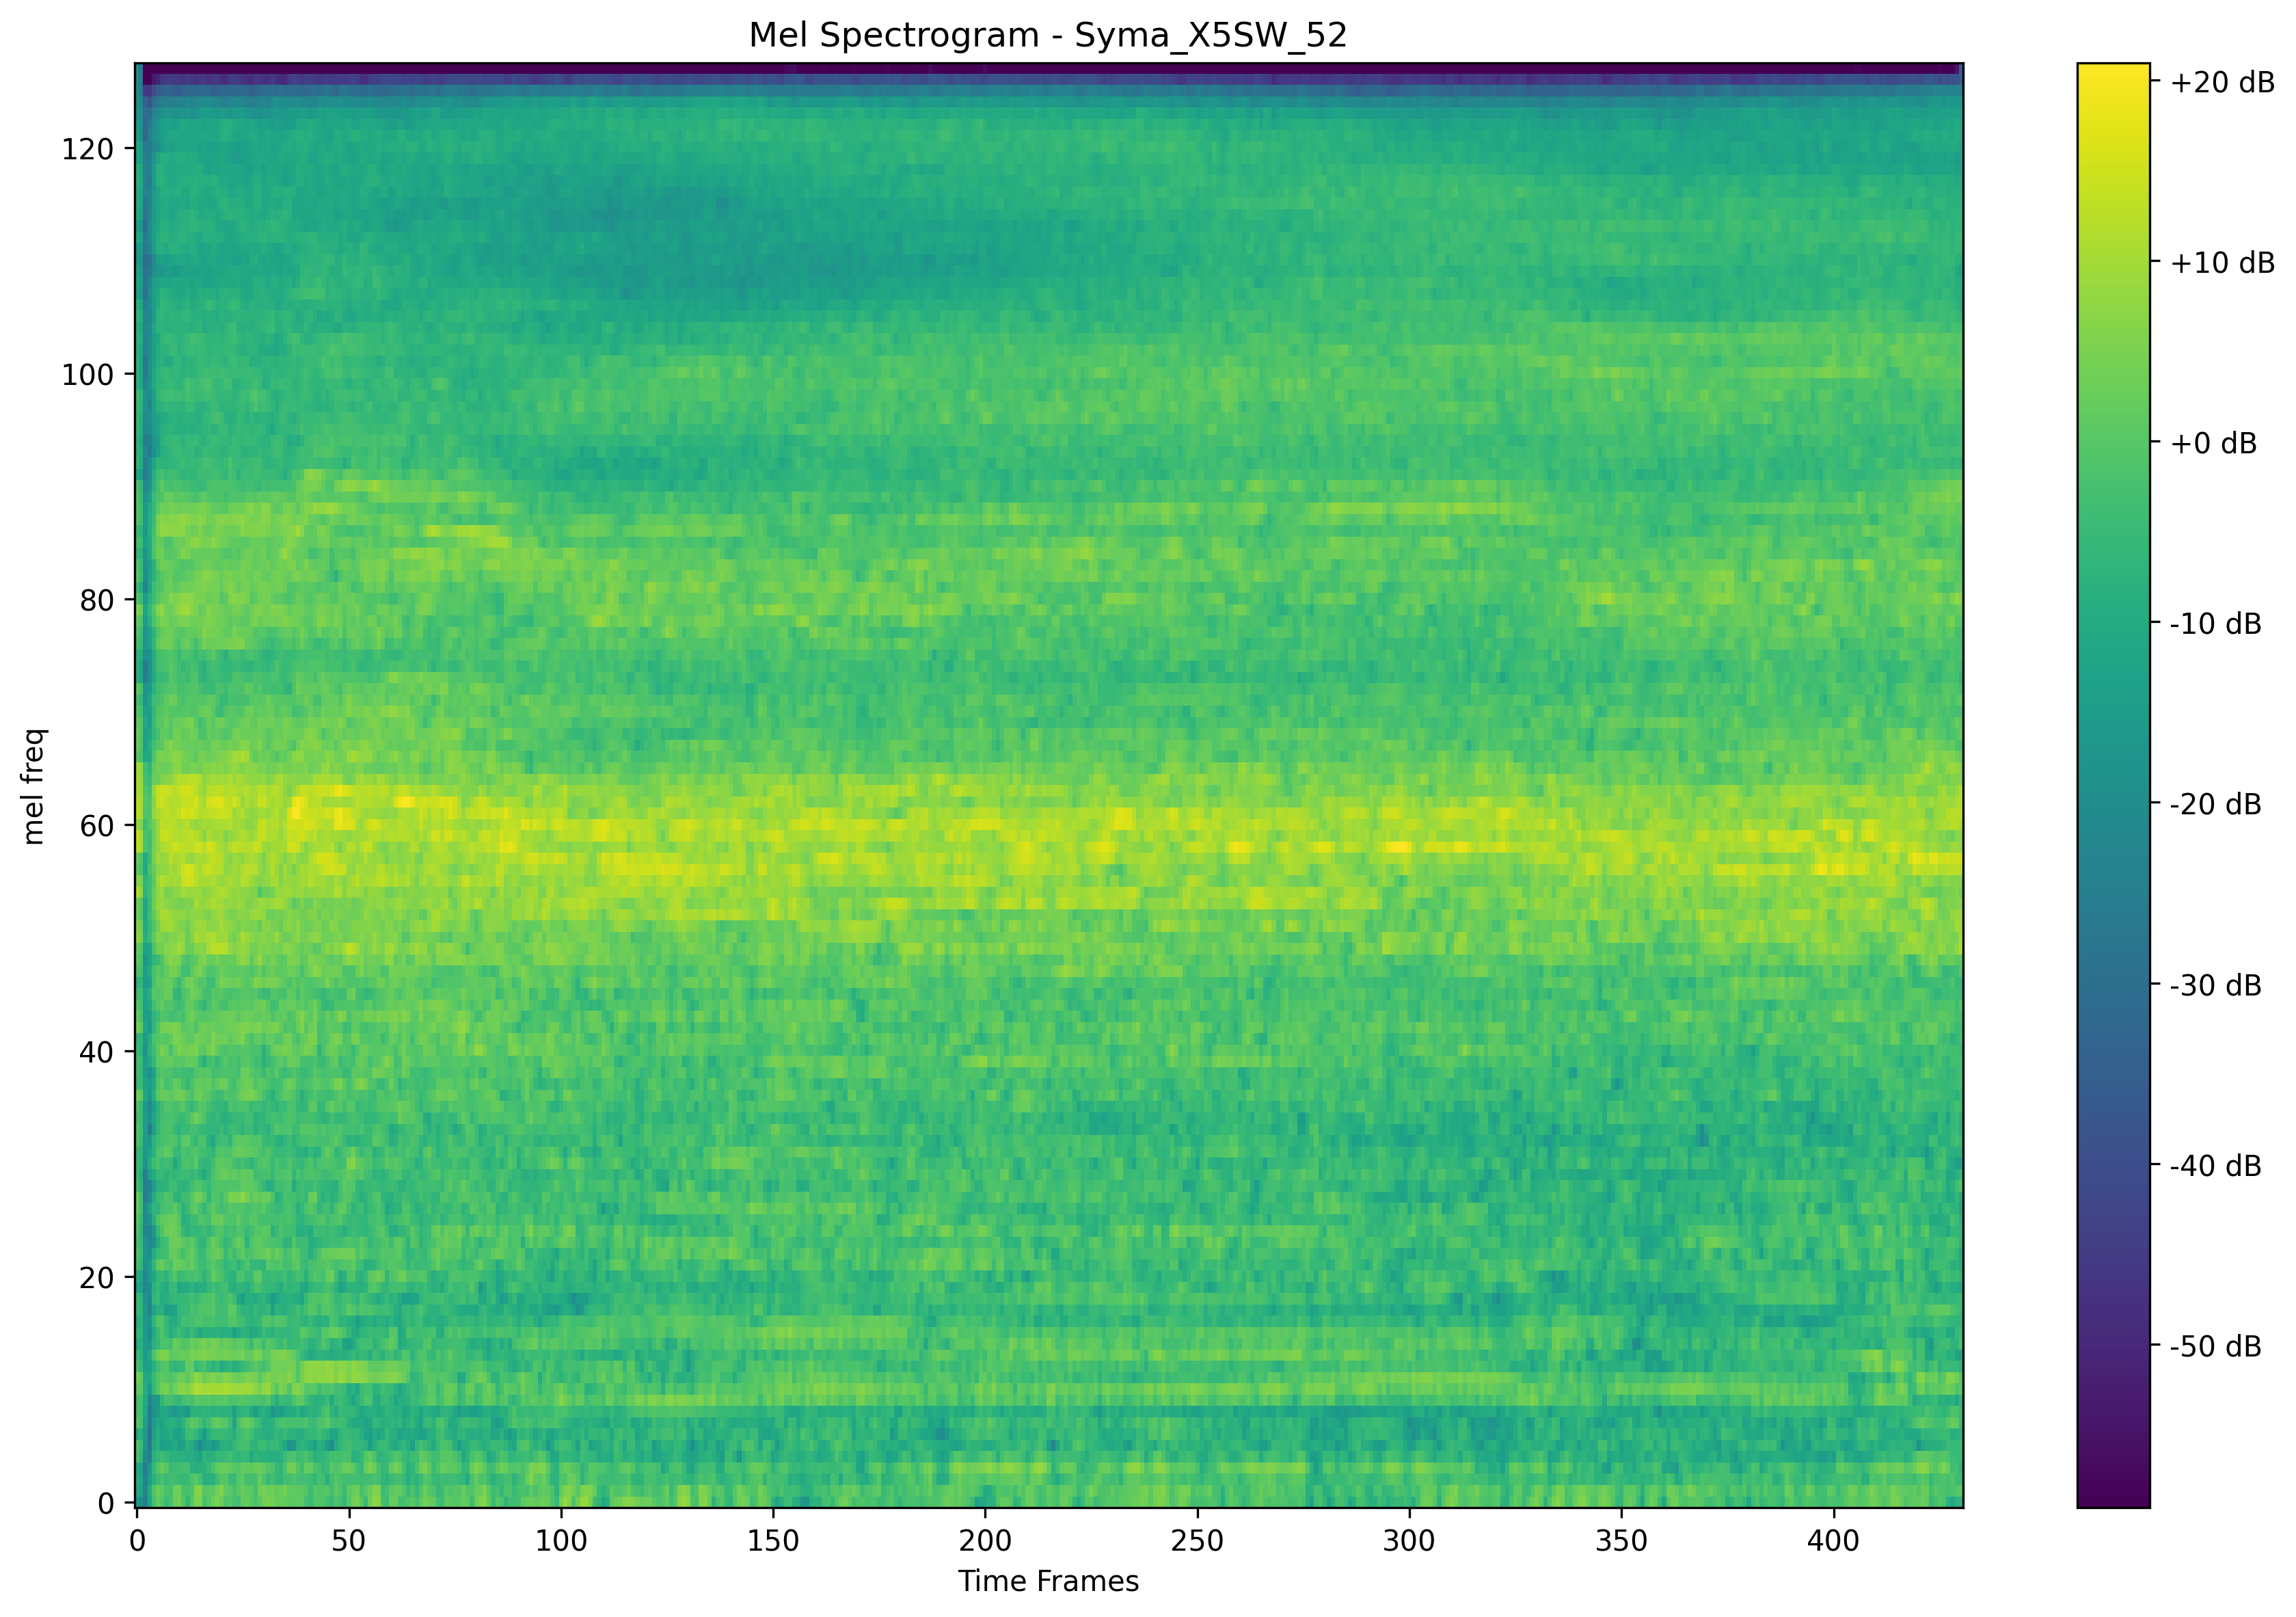 Mel Spectrogram - Syma_X5SW_52
+20 dB
120
+10 dB
100
+0 dB
80
-10 dB
mel freq
60
-20 dB
-30 dB
40
-40 dB
20
-50 dB
0
0 50 100 150 200 250 300 350 400
Time Frames